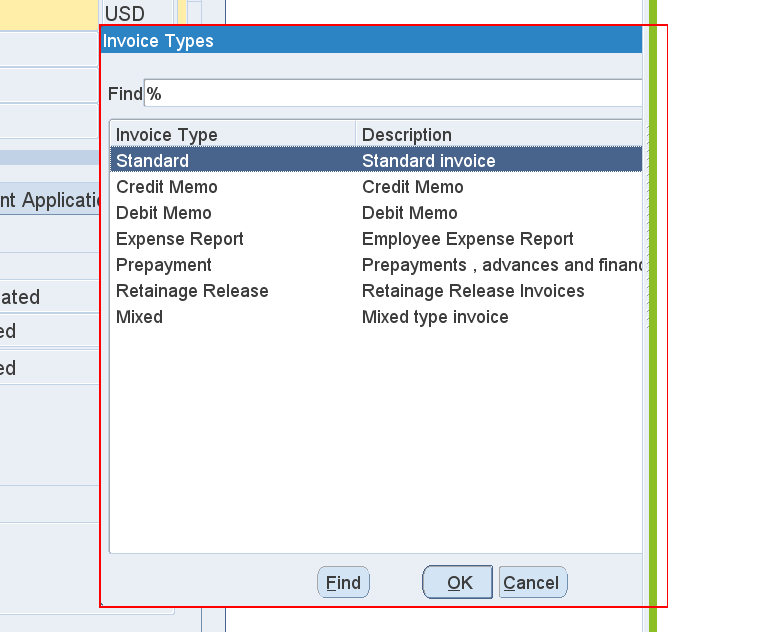 USD
Invoice Types
Find %
Invoice Type Description
Standard Standard invoice
Credit Memo Credit Memo
Debit Memo Debit Memo
nt Applicati
Expense Report Employee Expense Report
Prepayment Prepayments , advances and finan
ated
Retainage Release Retainage Release Invoices
Mixed Mixed type invoice
ed
ed
Find OK Cancel